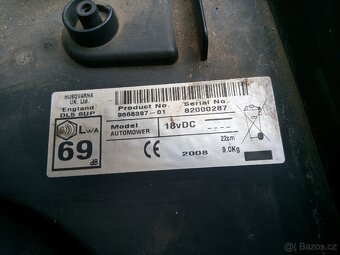 HUSQVARNA
UK. Ltd.
England
DL5 6UP
Product No. Serial No.
9668397-01 82000287
LWA
69
dB
Model
AUTOMOWER
18vDC
22cm
CE 2008 9.0Kg
Bazoš.cz